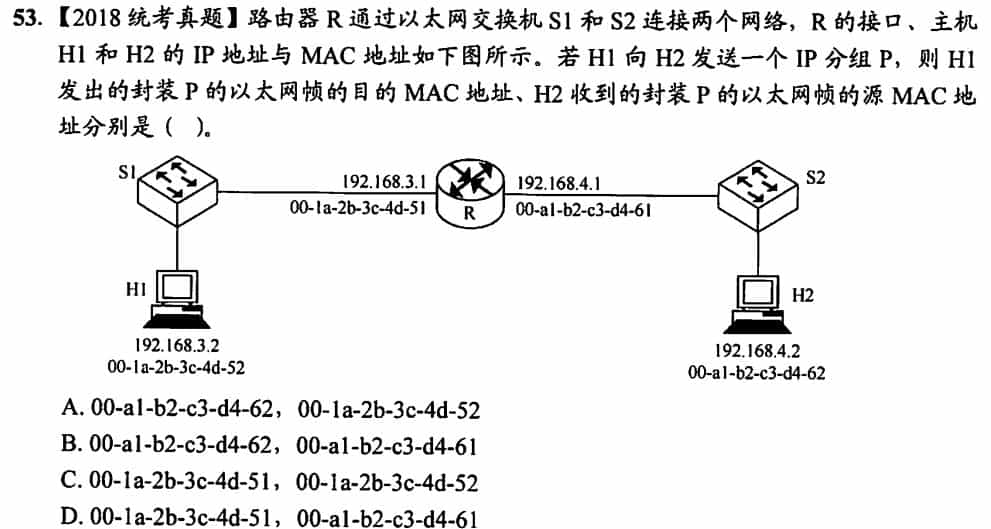 53. 【2018 统考真题】路由器 R 通过以太网交换机 S1 和 S2 连接两个网络，R 的接口、主机
H1 和 H2 的 IP 地址与 MAC 地址如下图所示。若 H1 向 H2 发送一个 IP 分组 P，则 H1
发出的封装 P 的以太网帧的目的 MAC 地址、H2 收到的封装 P 的以太网帧的源 MAC 地
址分别是（ ）。
S1
192.168.3.1
00-1a-2b-3c-4d-51
R
192.168.4.1
00-a1-b2-c3-d4-61
S2
H1
192.168.3.2
00-1a-2b-3c-4d-52
H2
192.168.4.2
00-a1-b2-c3-d4-62
A. 00-a1-b2-c3-d4-62，00-1a-2b-3c-4d-52
B. 00-a1-b2-c3-d4-62，00-a1-b2-c3-d4-61
C. 00-1a-2b-3c-4d-51，00-1a-2b-3c-4d-52
D. 00-1a-2b-3c-4d-51，00-a1-b2-c3-d4-61